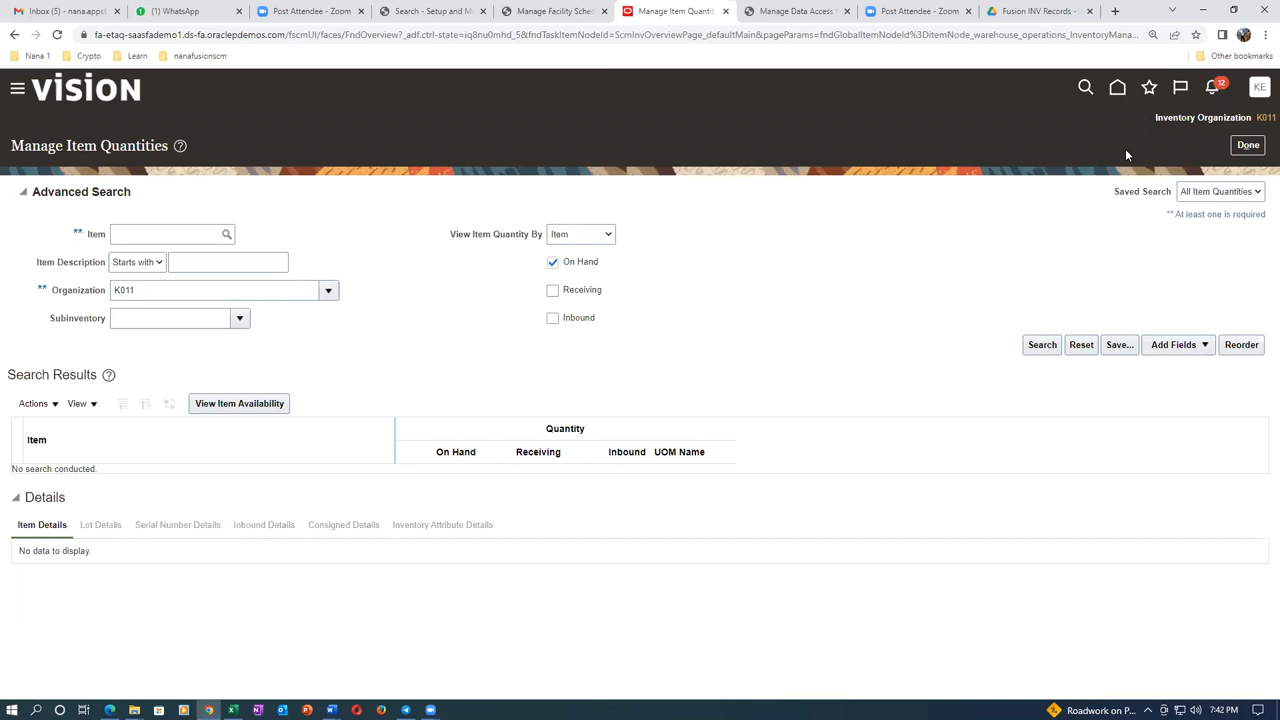 Inbox (5) - nana.apps
(1) WhatsApp
Post Attendee - Zoom
Search - Setup and M
Manage Facility Sche
Manage Item Quantit
Manage Data Access f
Post Attendee - Zoom
Fusion INV Records -
fa-etaq-saasfademo1.ds-fa.oraclepdemos.com/fscmUI/faces/FndOverview?_adf.ctrl-state=iq8nu0mhd_5&fndTaskItemNodeId=ScmInvOverviewPage_defaultMain&pageParams=fndGlobalItemNodeId%3DitemNode_warehouse_operations_InventoryMana...
Nana 1
Crypto
Learn
nanafusionscm
Other bookmarks
VISION
12
KE
Inventory Organization K011
Manage Item Quantities
Done
Advanced Search
Saved Search All Item Quantities
** At least one is required
** Item
View Item Quantity By Item
Item Description Starts with
On Hand
** Organization K011
Receiving
Subinventory
Inbound
Search Reset Save... Add Fields Reorder
Search Results
Actions View View Item Availability
Quantity
Item
On Hand Receiving Inbound UOM Name
No search conducted.
Details
Item Details Lot Details Serial Number Details Inbound Details Consigned Details Inventory Attribute Details
No data to display.
Roadwork on P...
7:42 PM